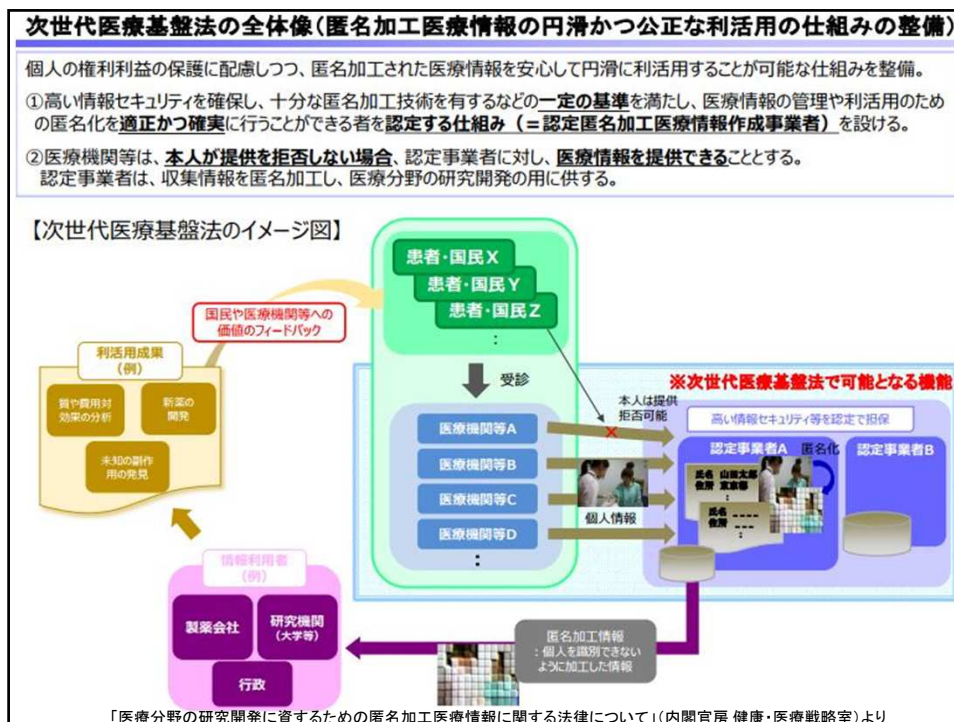 次世代医療基盤法の全体像（匿名加工医療情報の円滑かつ公正な利活用の仕組みの整備）
個人の権利利益の保護に配慮しつつ、匿名加工された医療情報を安心して円滑に利活用することが可能な仕組みを整備。
①高い情報セキュリティを確保し、十分な匿名加工技術を有するなどの一定の基準を満たし、医療情報の管理や利活用のため
の匿名化を適正かつ確実に行うことができる者を認定する仕組み（＝認定匿名加工医療情報作成事業者）を設ける。
②医療機関等は、本人が提供を拒否しない場合、認定事業者に対し、医療情報を提供できることとする。
認定事業者は、収集情報を匿名加工し、医療分野の研究開発の用に供する。
【次世代医療基盤法のイメージ図】
患者・国民X
患者・国民Y
患者・国民Z
：
国民や医療機関等への
価値のフィードバック
利活用成果
（例）
質や費用対
効果の分析
新薬の
開発
未知の副作
用の発見
受診
※次世代医療基盤法で可能となる機能
本人は提供
拒否可能
高い情報セキュリティ等を認定で担保
医療機関等A
医療機関等B
医療機関等C
医療機関等D
：
個人情報
認定事業者A
匿名化
認定事業者B
氏名 山田太郎
住所 東京都
：
氏名 ----
住所 ---
：
情報利用者
（例）
製薬会社
研究機関
（大学等）
行政
匿名加工情報
：個人を識別できない
ように加工した情報
「医療分野の研究開発に資するための匿名加工医療情報に関する法律について」（内閣官房 健康・医療戦略室）より